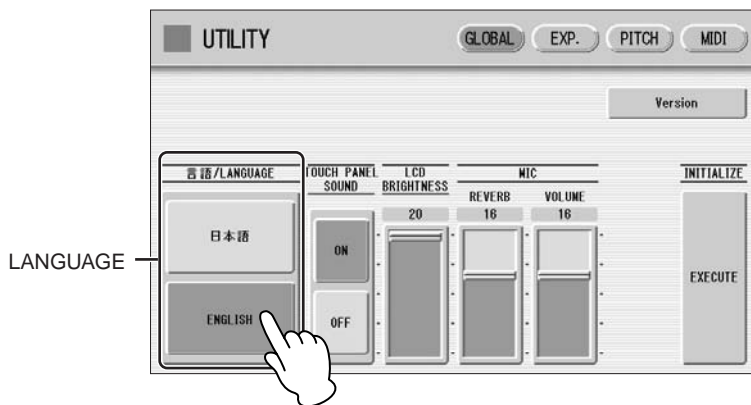 UTILITY
GLOBAL EXP. PITCH MIDI
Version
言語/LANGUAGE
TOUCH PANEL
SOUND
LCD
BRIGHTNESS
MIC
INITIALIZE
REVERB VOLUME
20 16 16
日本語
ON
LANGUAGE
EXECUTE
ENGLISH
OFF